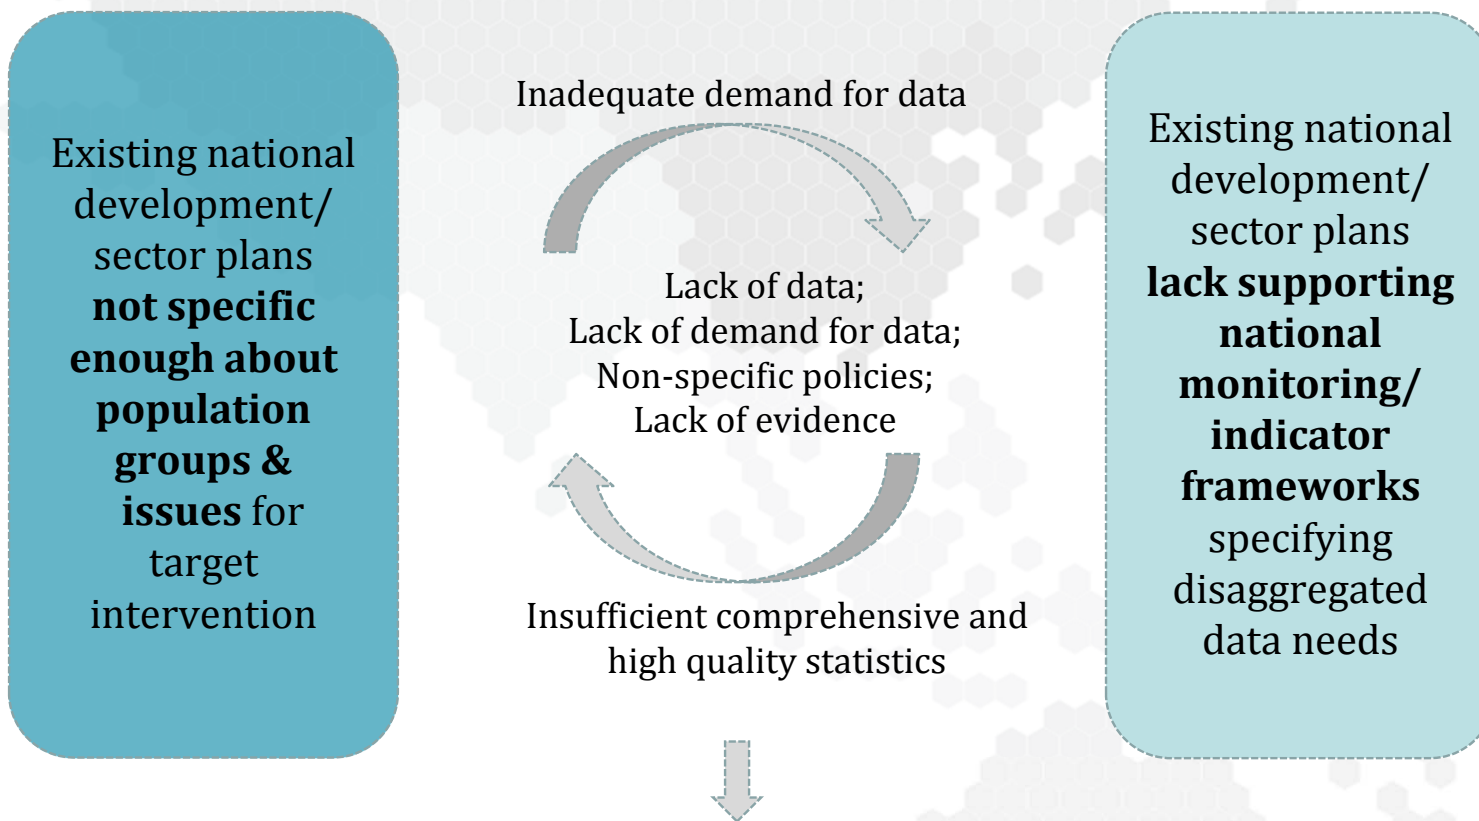 Existing national
development/
sector plans
not specific
enough about
population
groups &
issues for
target
intervention
Inadequate demand for data
Lack of data;
Lack of demand for data;
Non-specific policies;
Lack of evidence
Insufficient comprehensive and
high quality statistics
Existing national
development/
sector plans
lack supporting
national
monitoring/
indicator
frameworks
specifying
disaggregated
data needs